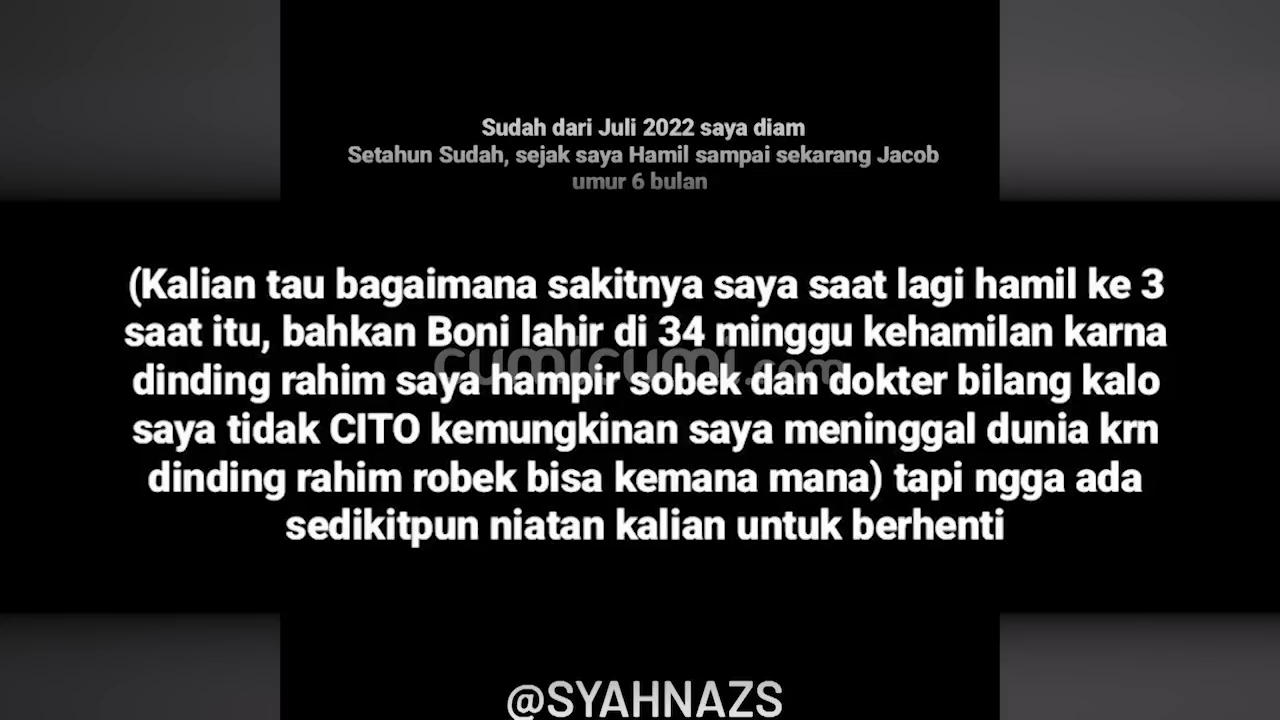 Sudah dari Juli 2022 saya diam
Setahun Sudah, sejak saya Hamil sampai sekarang Jacob
umur 6 bulan
(Kalian tau bagaimana sakitnya saya saat lagi hamil ke 3
saat itu, bahkan Boni lahir di 34 minggu kehamilan karna
dinding rahim saya hampir sobek dan dokter bilang kalo
saya tidak CITO kemungkinan saya meninggal dunia krn
dinding rahim robek bisa kemana mana) tapi ngga ada
sedikitpun niatan kalian untuk berhenti
cumicumi.com
@SYAHNAZS